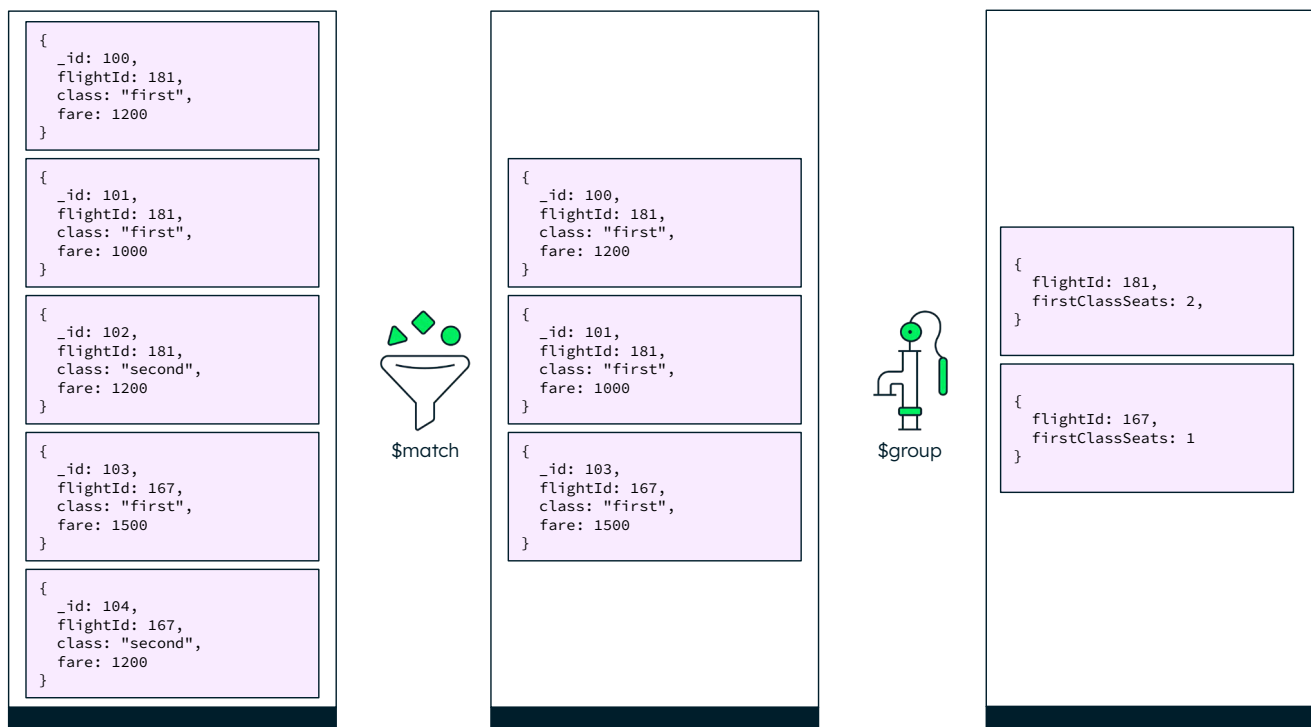 {
  _id: 100,
  flightId: 181,
  class: "first",
  fare: 1200
}
{
  _id: 101,
  flightId: 181,
  class: "first",
  fare: 1000
}
{
  _id: 102,
  flightId: 181,
  class: "second",
  fare: 1200
}
{
  _id: 103,
  flightId: 167,
  class: "first",
  fare: 1500
}
{
  _id: 104,
  flightId: 167,
  class: "second",
  fare: 1200
}
$match
{
  _id: 100,
  flightId: 181,
  class: "first",
  fare: 1200
}
{
  _id: 101,
  flightId: 181,
  class: "first",
  fare: 1000
}
{
  _id: 103,
  flightId: 167,
  class: "first",
  fare: 1500
}
$group
{
  flightId: 181,
  firstClassSeats: 2,
}
{
  flightId: 167,
  firstClassSeats: 1
}